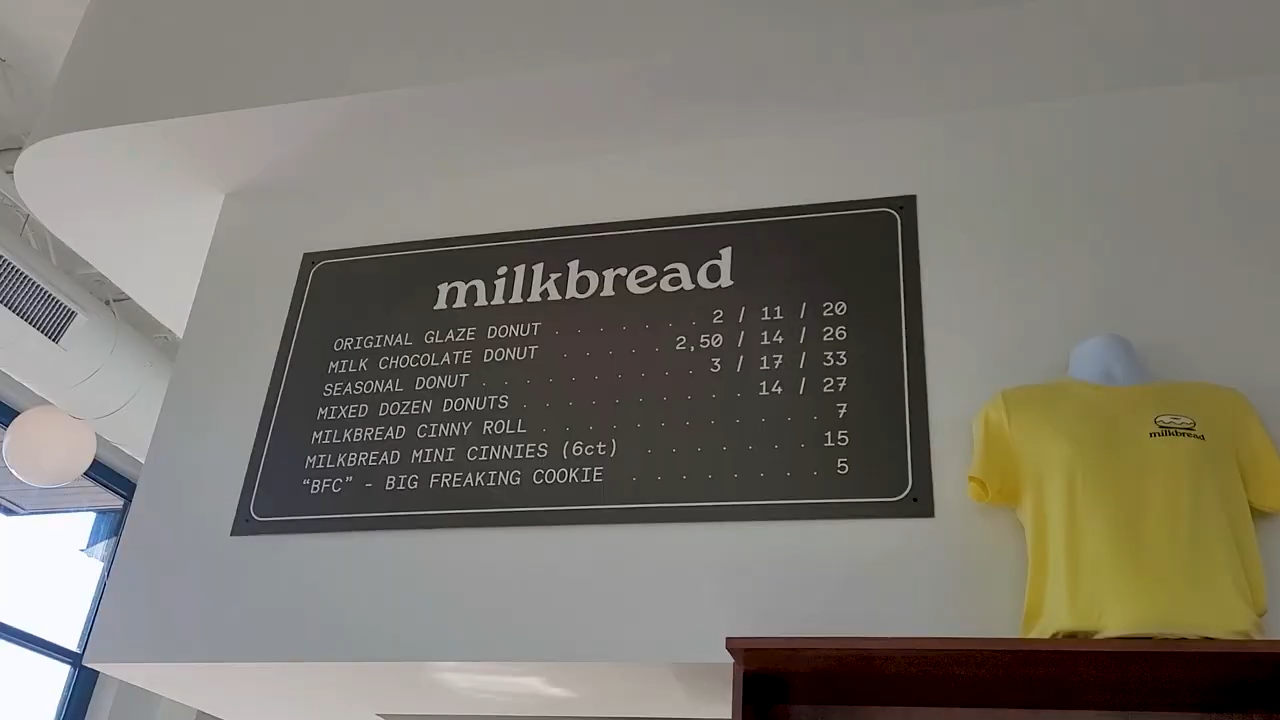 milkbread
ORIGINAL GLAZE DONUT . . . . . . . 2 / 11 / 20
MILK CHOCOLATE DONUT . . . . . 2,50 / 14 / 26
SEASONAL DONUT . . . . . . . . . . 3 / 17 / 33
MIXED DOZEN DONUTS . . . . . . . . . . 14 / 27
MILKBREAD CINNY ROLL . . . . . . . . . . . . 7
MILKBREAD MINI CINNIES (6ct) . . . . . . . 15
“BFC” - BIG FREAKING COOKIE . . . . . . . . 5
milkbread